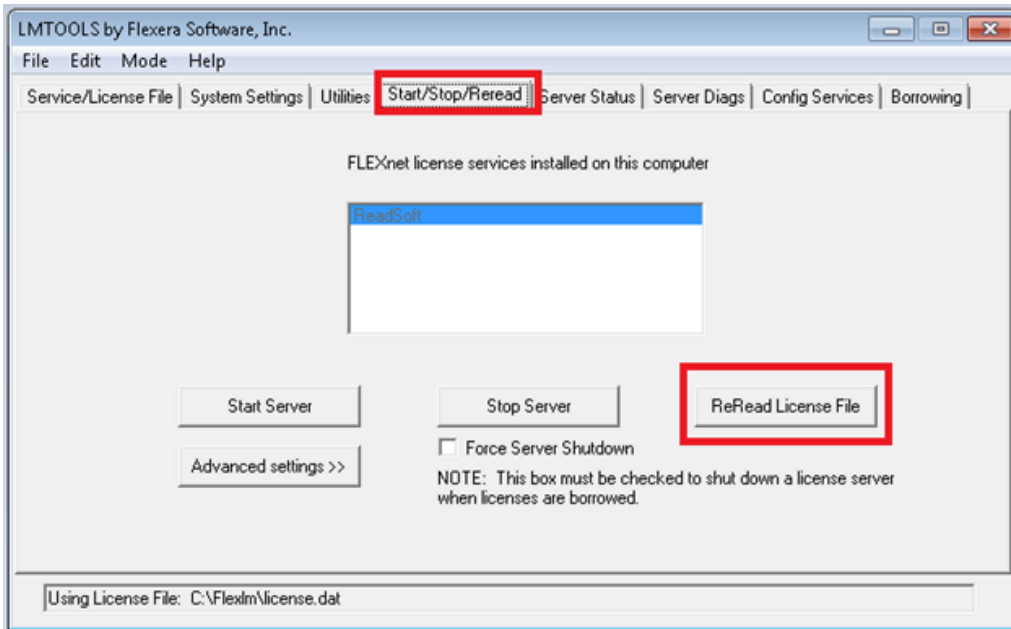 LMTOOLS by Flexera Software, Inc.
File Edit Mode Help
Service/License File System Settings Utilities Start/Stop/Reread Server Status Server Diags Config Services Borrowing
FLEXnet license services installed on this computer
ReadSoft
Start Server Stop Server ReRead License File
Force Server Shutdown
Advanced settings >>
NOTE: This box must be checked to shut down a license server
when licenses are borrowed.
Using License File: C:\Flexlm\license.dat